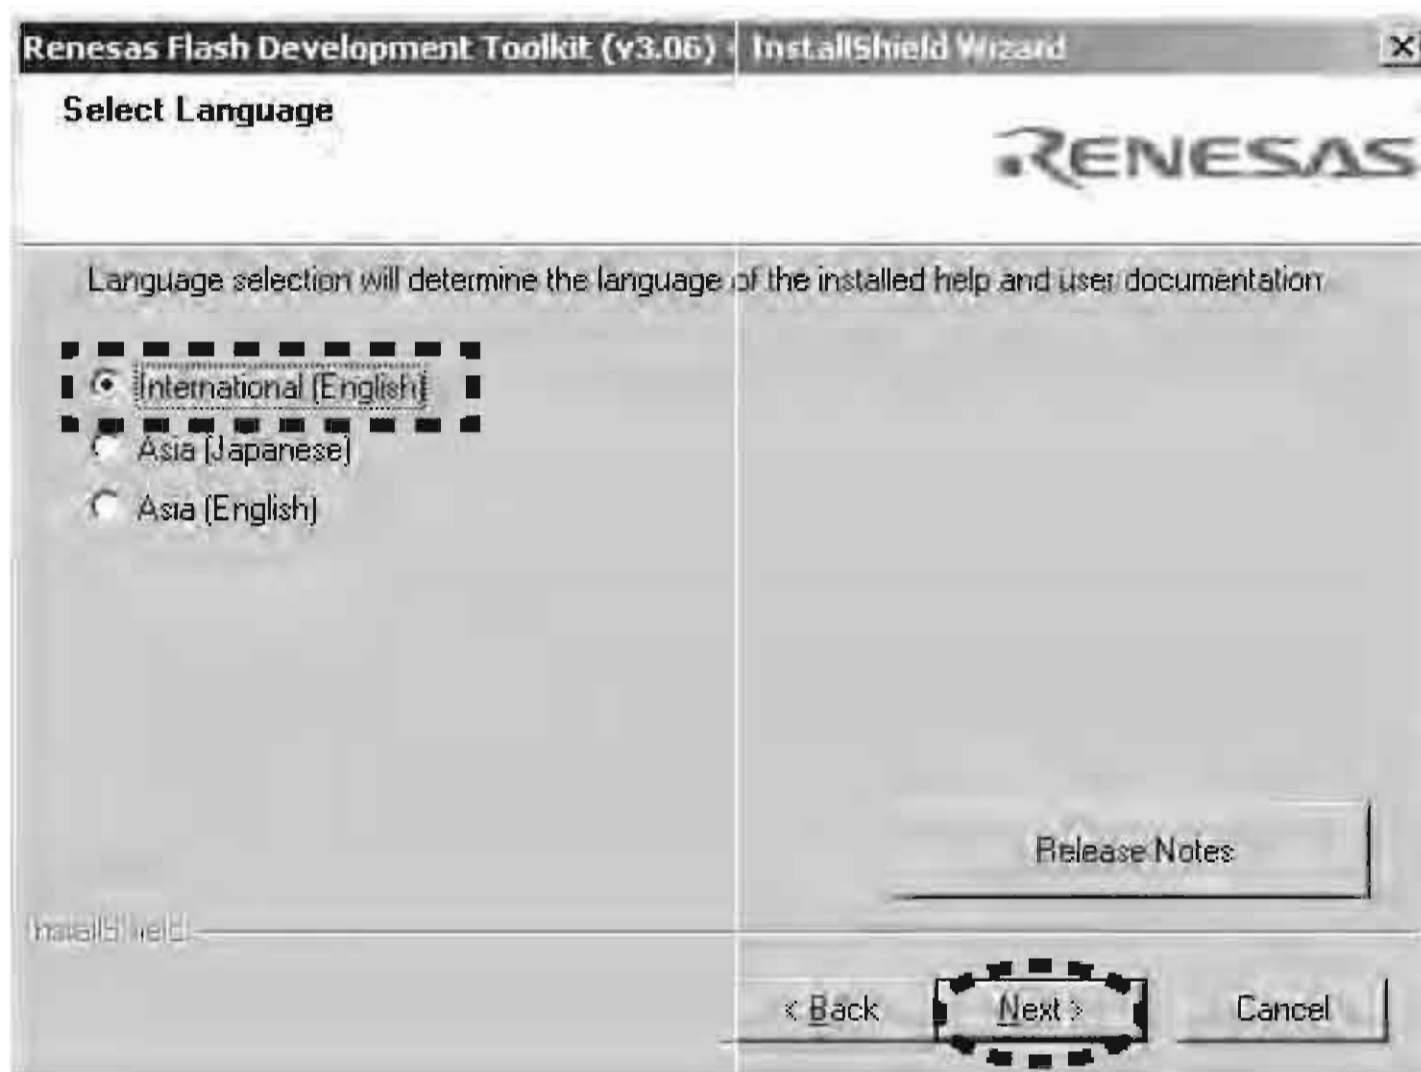 Renesas Flash Development Toolkit (v3.06) - InstallShield Wizard
Select Language
RENESAS
Language selection will determine the language of the installed help and user documentation
International (English)
Asia (Japanese)
Asia (English)
Release Notes
InstallShield
< Back Next > Cancel